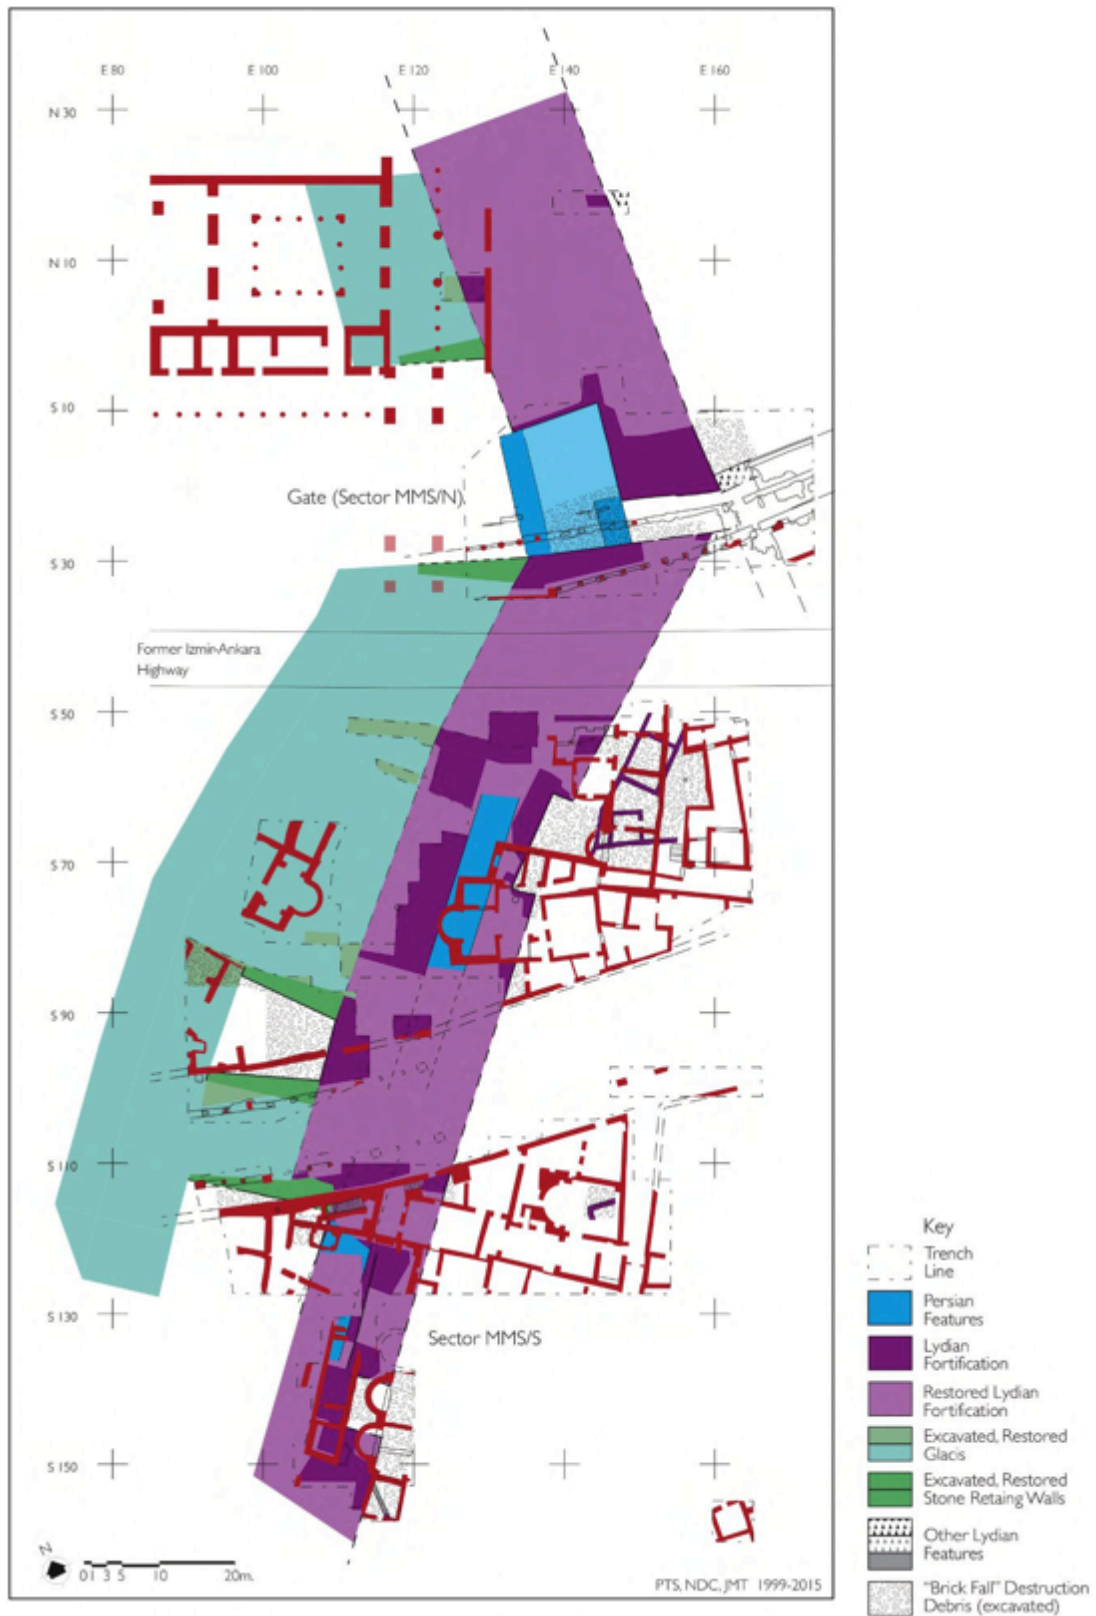 E 80 E 100 E 120 E 140 E 160
N 30
N 10
S 10
Gate (Sector MMS/N)
S 30
Former Izmir-Ankara
Highway
S 50
S 70
S 90
S 110
S 130
Sector MMS/S
S 150
N
0 1 3 5 10 20m.
PTS, NDC, JMT 1999-2015
Key
Trench
Line
Persian
Features
Lydian
Fortification
Restored Lydian
Fortification
Excavated, Restored
Glacis
Excavated, Restored
Stone Retaing Walls
Other Lydian
Features
"Brick Fall" Destruction
Debris (excavated)